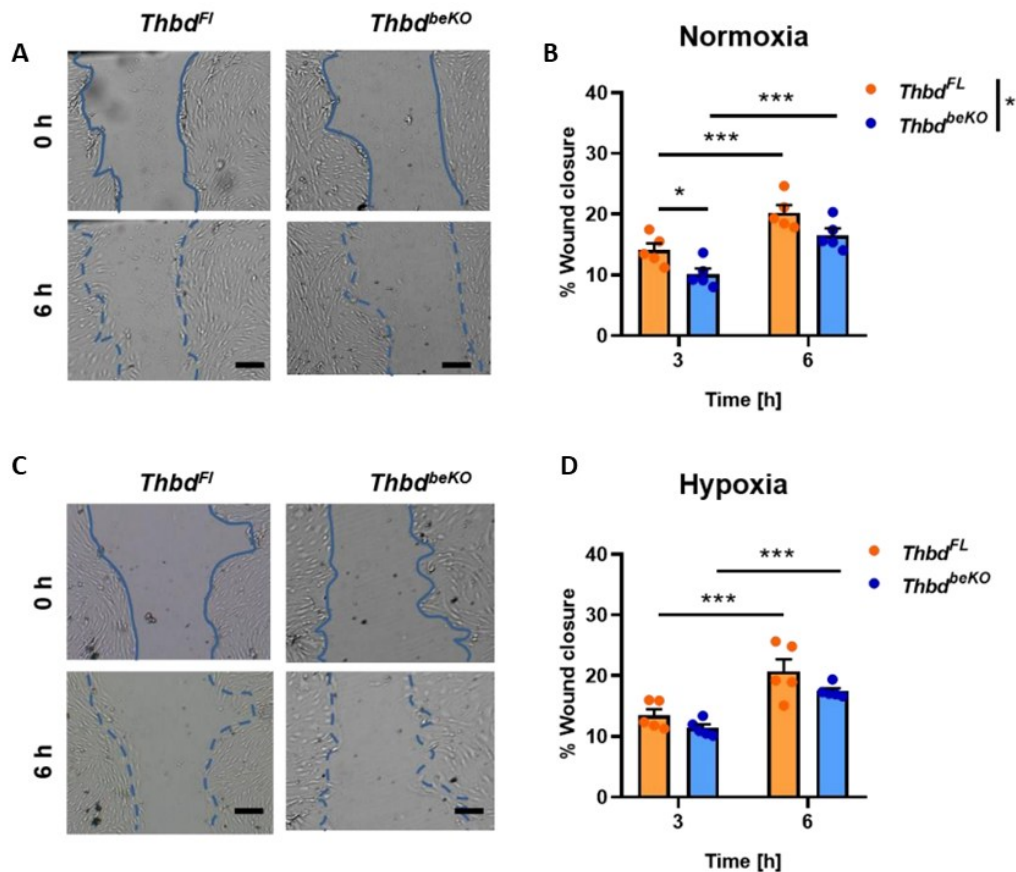 A
Thbd^Fl
Thbd^beKO
0 h
6 h
B
Normoxia
% Wound closure
40
30
20
10
0
***
***
*
Thbd^FL
Thbd^beKO
*
3
6
Time [h]
C
Thbd^Fl
Thbd^beKO
0 h
6 h
D
Hypoxia
% Wound closure
40
30
20
10
0
***
***
Thbd^FL
Thbd^beKO
3
6
Time [h]